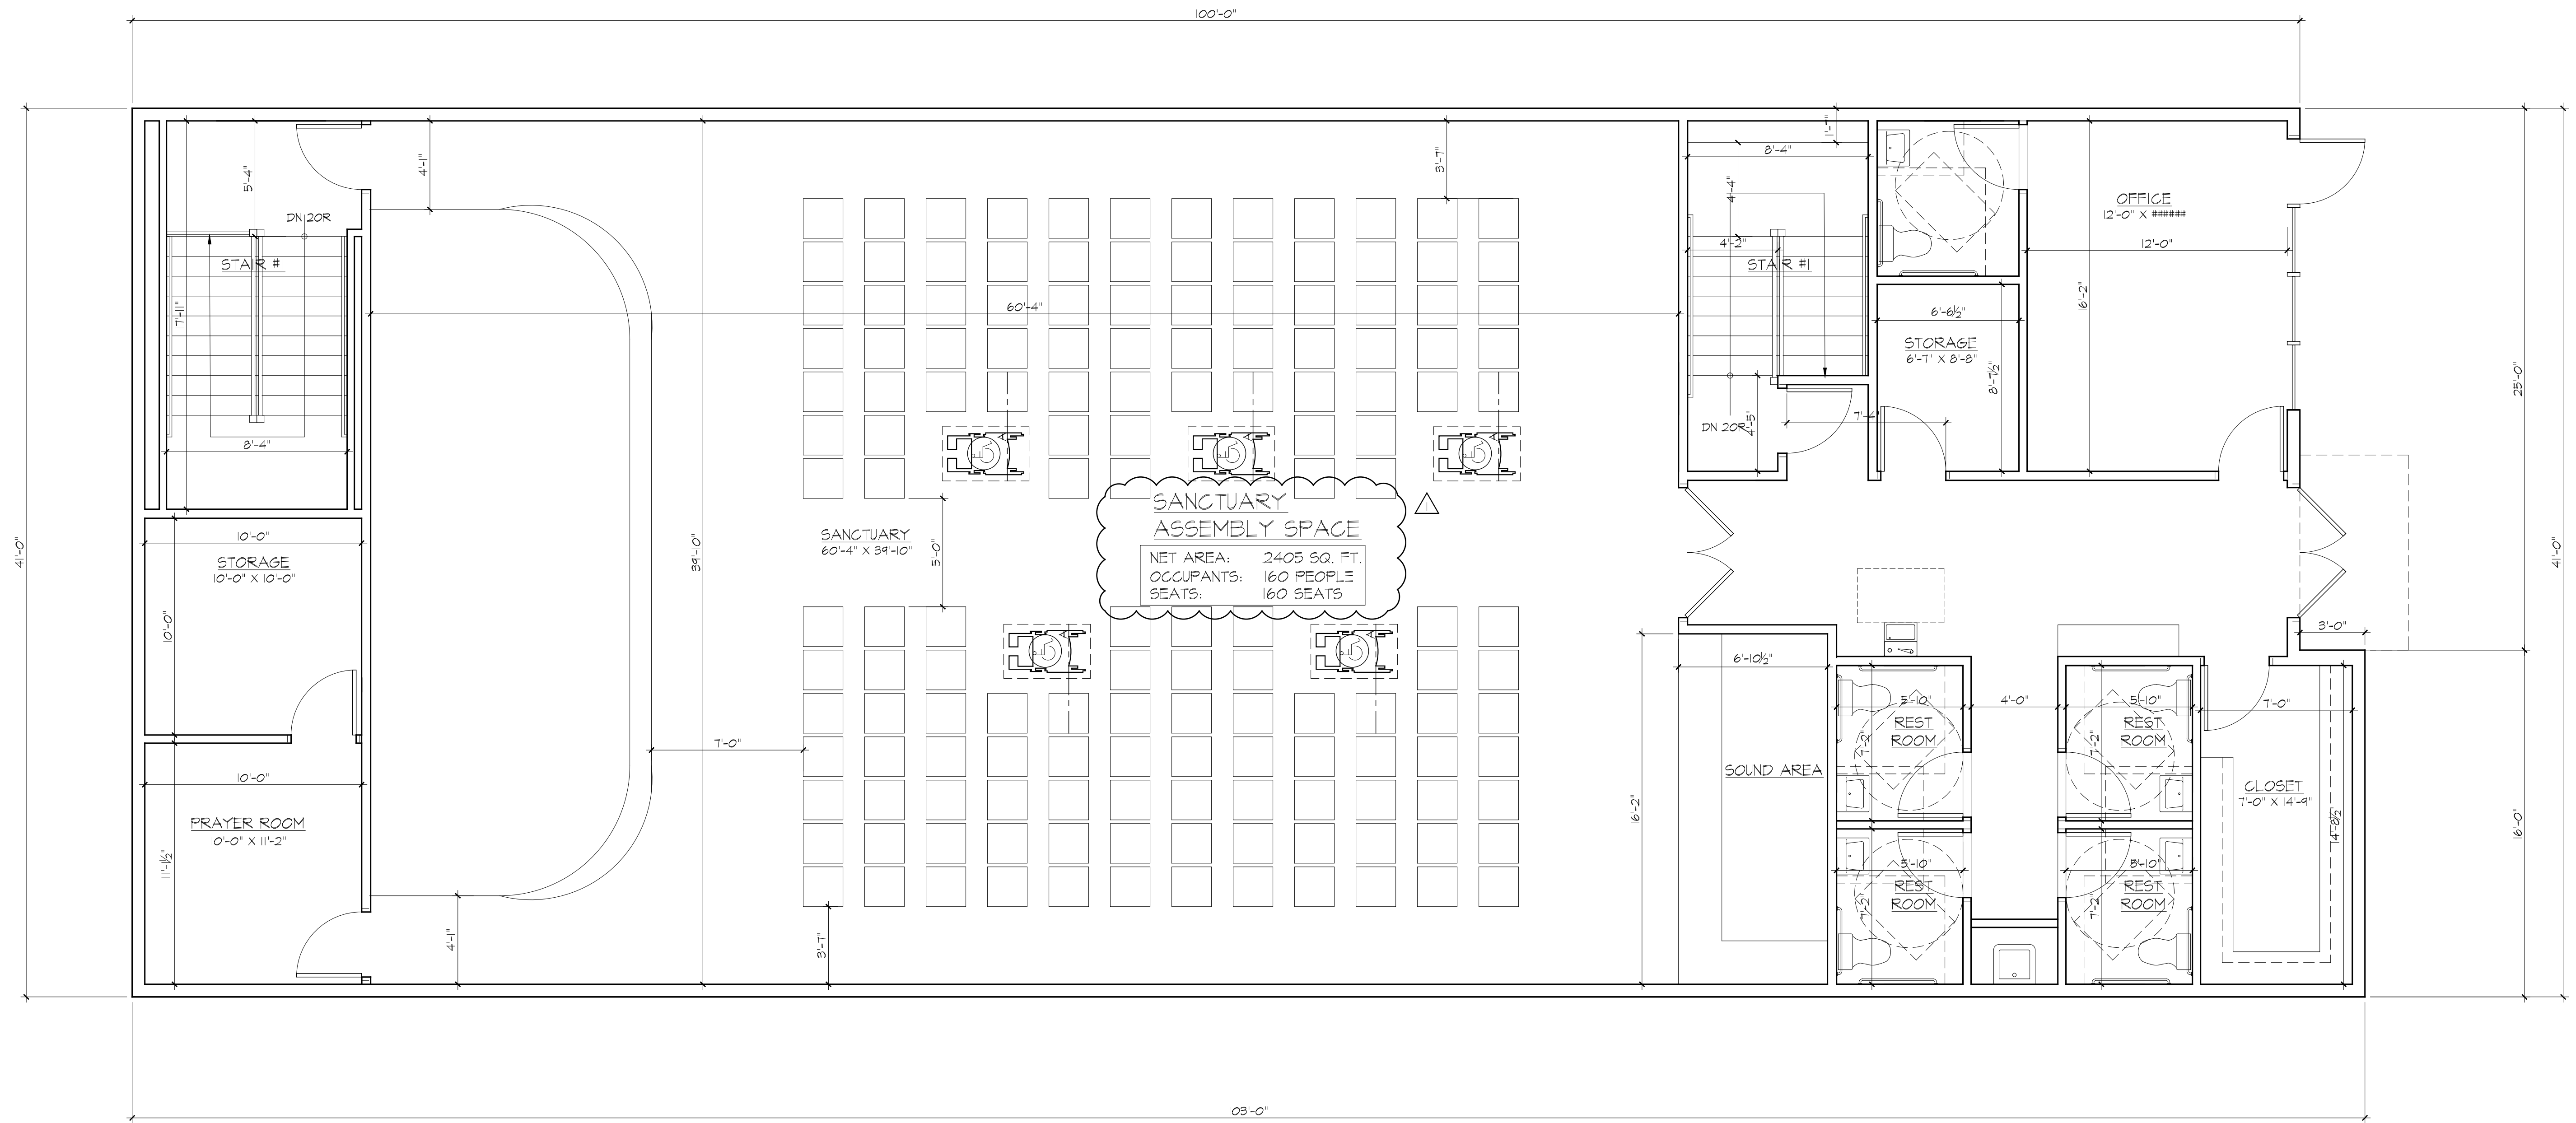 100'-0"
1'-7"
5'-4"
4'-1"
3'-7"
8'-4"
4'-4"
OFFICE
12'-0" X ######
DN 20R
4'-2"
12'-0"
STAIR #1
STAIR #1
17'-11"
60'-4"
16'-2"
6'-6½"
STORAGE
6'-7" X 8'-8"
8'-7½"
25'-0"
8'-4"
DN 20R
4'-5"
7'-4"
SANCTUARY
ASSEMBLY SPACE
NET AREA: 2405 SQ. FT.
OCCUPANTS: 160 PEOPLE
SEATS: 160 SEATS
1
41'-0"
10'-0"
STORAGE
10'-0" X 10'-0"
10'-0"
39'-10"
SANCTUARY
60'-4" X 39'-10"
5'-0"
41'-0"
3'-0"
6'-10½"
5'-10"
4'-0"
5'-10"
7'-0"
REST
ROOM
7'-2"
REST
ROOM
7'-2"
7'-0"
10'-0"
SOUND AREA
16'-2"
CLOSET
7'-0" X 14'-9"
14'-8½"
16'-0"
PRAYER ROOM
10'-0" X 11'-2"
11'-1½"
5'-10"
5'-10"
REST
ROOM
7'-2"
REST
ROOM
7'-2"
4'-1"
3'-7"
103'-0"